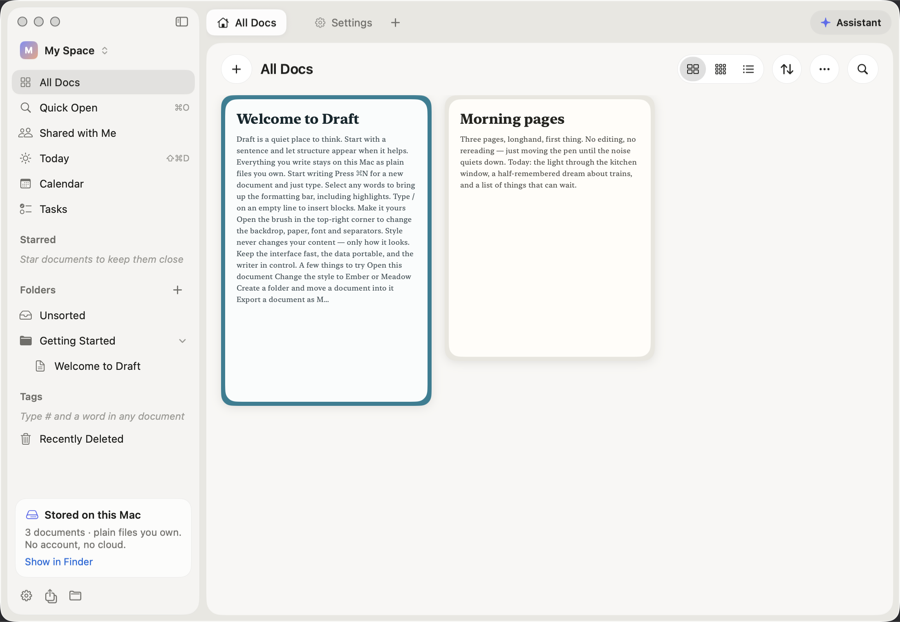 All Docs
Settings
Assistant
M
My Space
All Docs
Quick Open
⌘O
Shared with Me
Today
⇧⌘D
Calendar
Tasks
Starred
Star documents to keep them close
Folders
Unsorted
Getting Started
Welcome to Draft
Tags
Type # and a word in any document
Recently Deleted
Stored on this Mac
3 documents · plain files you own.
No account, no cloud.
Show in Finder
All Docs
Welcome to Draft
Draft is a quiet place to think. Start with a
sentence and let structure appear when it helps.
Everything you write stays on this Mac as plain
files you own. Start writing Press ⌘N for a new
document and just type. Select any words to bring
up the formatting bar, including highlights. Type /
on an empty line to insert blocks. Make it yours
Open the brush in the top-right corner to change
the backdrop, paper, font and separators. Style
never changes your content — only how it looks.
Keep the interface fast, the data portable, and the
writer in control. A few things to try Open this
document Change the style to Ember or Meadow
Create a folder and move a document into it
Export a document as M...
Morning pages
Three pages, longhand, first thing. No editing, no
rereading — just moving the pen until the noise
quiets down. Today: the light through the kitchen
window, a half-remembered dream about trains,
and a list of things that can wait.